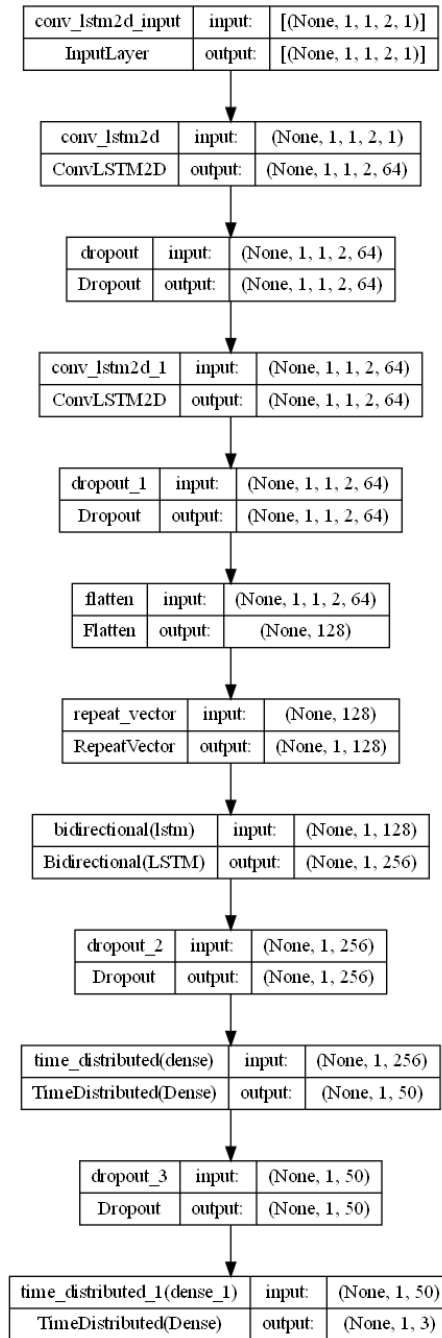 conv_lstm2d_input input: [(None, 1, 1, 2, 1)]
InputLayer output: [(None, 1, 1, 2, 1)]
conv_lstm2d input: (None, 1, 1, 2, 1)
ConvLSTM2D output: (None, 1, 1, 2, 64)
dropout input: (None, 1, 1, 2, 64)
Dropout output: (None, 1, 1, 2, 64)
conv_lstm2d_1 input: (None, 1, 1, 2, 64)
ConvLSTM2D output: (None, 1, 1, 2, 64)
dropout_1 input: (None, 1, 1, 2, 64)
Dropout output: (None, 1, 1, 2, 64)
flatten input: (None, 1, 1, 2, 64)
Flatten output: (None, 128)
repeat_vector input: (None, 128)
RepeatVector output: (None, 1, 128)
bidirectional(lstm) input: (None, 1, 128)
Bidirectional(LSTM) output: (None, 1, 256)
dropout_2 input: (None, 1, 256)
Dropout output: (None, 1, 256)
time_distributed(dense) input: (None, 1, 256)
TimeDistributed(Dense) output: (None, 1, 50)
dropout_3 input: (None, 1, 50)
Dropout output: (None, 1, 50)
time_distributed_1(dense_1) input: (None, 1, 50)
TimeDistributed(Dense) output: (None, 1, 3)